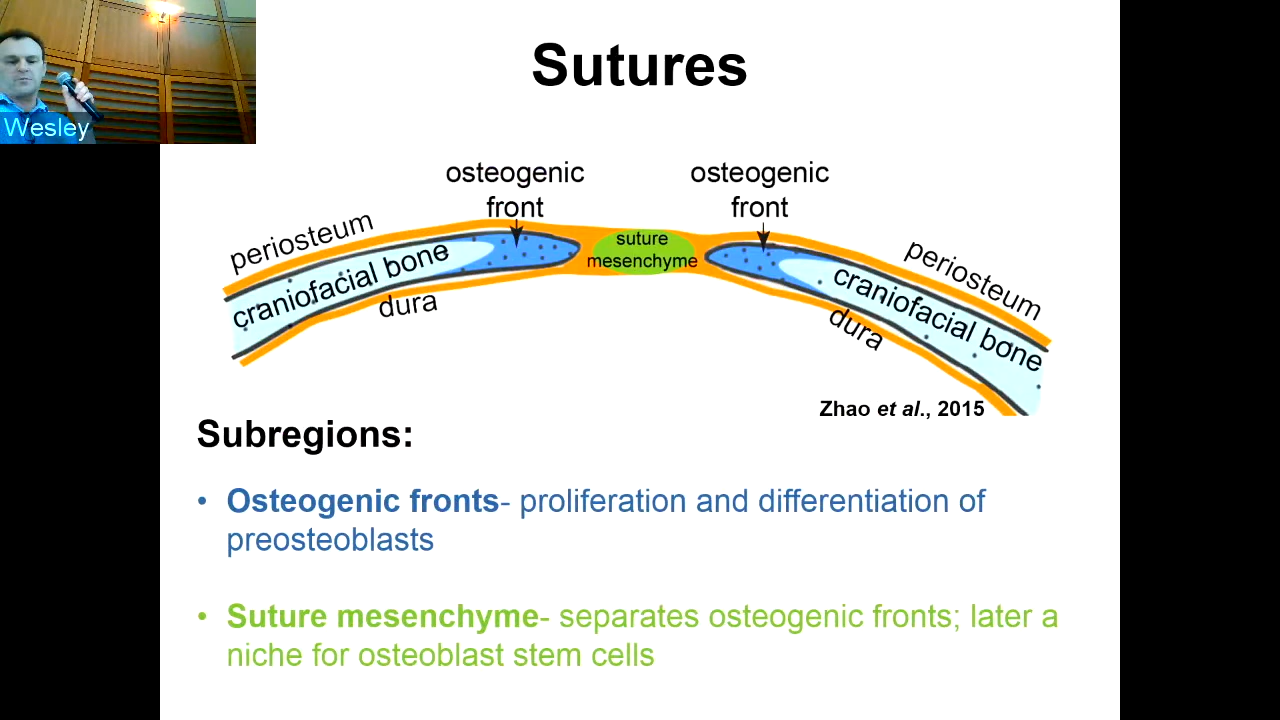 Wesley
Sutures
osteogenic
front
osteogenic
front
periosteum
craniofacial bone
dura
suture
mesenchyme
periosteum
craniofacial bone
dura
Zhao et al., 2015
Subregions:
• Osteogenic fronts- proliferation and differentiation of
preosteoblasts
• Suture mesenchyme- separates osteogenic fronts; later a
niche for osteoblast stem cells